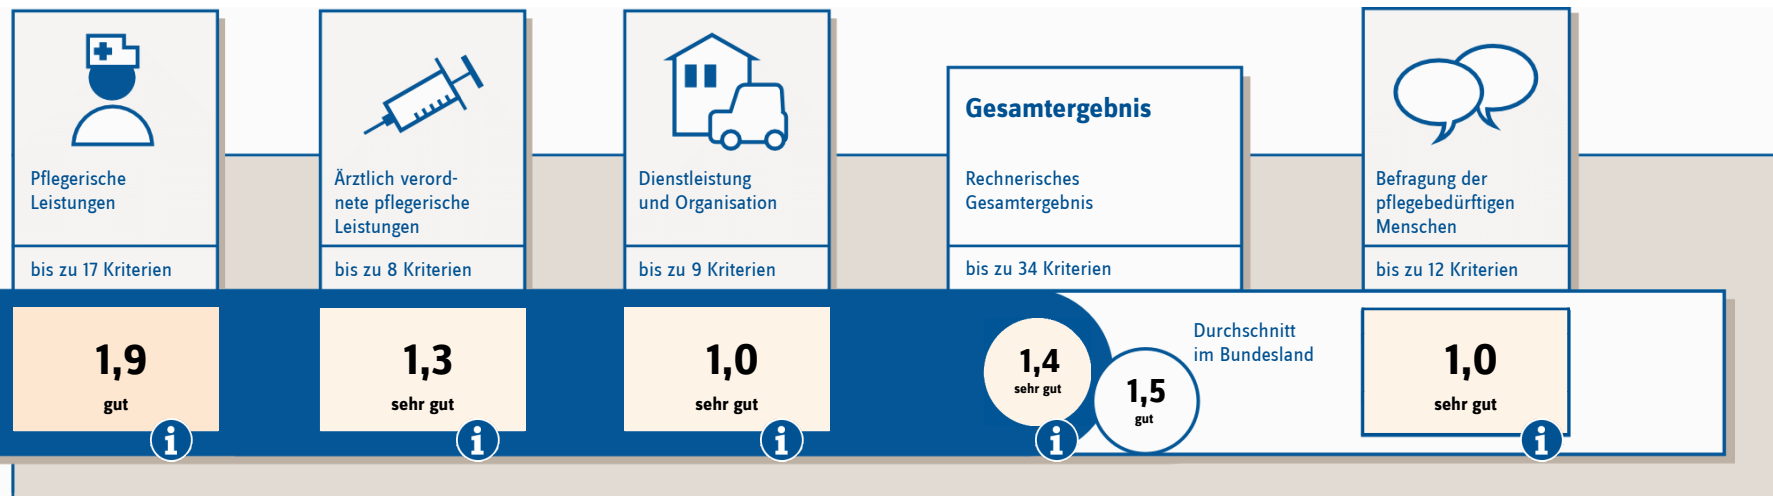 Pflegerische
Leistungen
bis zu 17 Kriterien
1,9
gut
Ärztlich verord-
nete pflegerische
Leistungen
bis zu 8 Kriterien
1,3
sehr gut
Dienstleistung
und Organisation
bis zu 9 Kriterien
1,0
sehr gut
Gesamtergebnis
Rechnerisches
Gesamtergebnis
bis zu 34 Kriterien
1,4
sehr gut
1,5
gut
Durchschnitt
im Bundesland
Befragung der
pflegebedürftigen
Menschen
bis zu 12 Kriterien
1,0
sehr gut